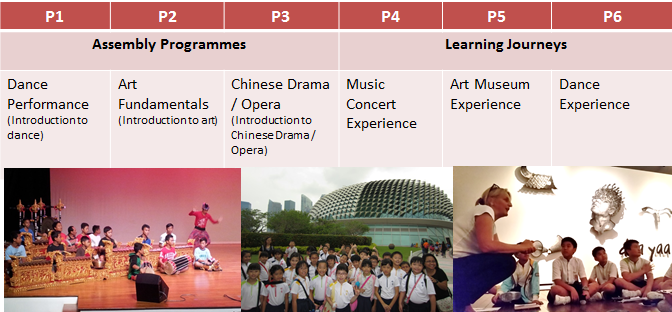 P1 P2 P3 P4 P5 P6
Assembly Programmes Learning Journeys
Dance
Performance
(Introduction to
dance)
Art
Fundamentals
(Introduction to art)
Chinese Drama
/ Opera
(Introduction to
Chinese Drama /
Opera)
Music
Concert
Experience
Art Museum
Experience
Dance
Experience